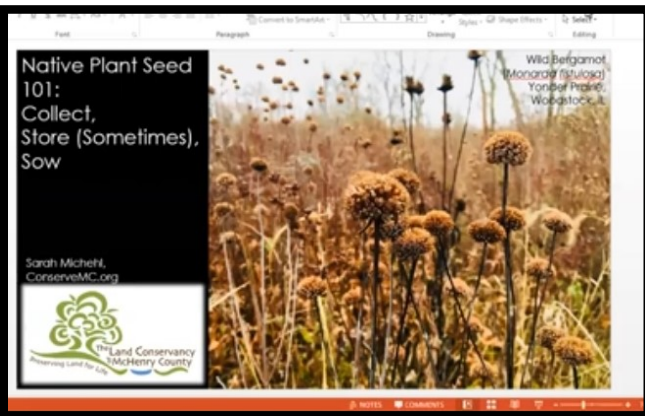 Convert to SmartArt
Styles
Shape Effects
Select
Font
Paragraph
Drawing
Editing
Native Plant Seed
101:
Collect,
Store (Sometimes),
Sow
Wild Bergamot
(Monarda fistulosa)
Yonder Prairie,
Woodstock, IL
Sarah Michehl,
ConserveMC.org
the Land Conservancy
of McHenry County
Preserving Land for Life
NOTES
COMMENTS